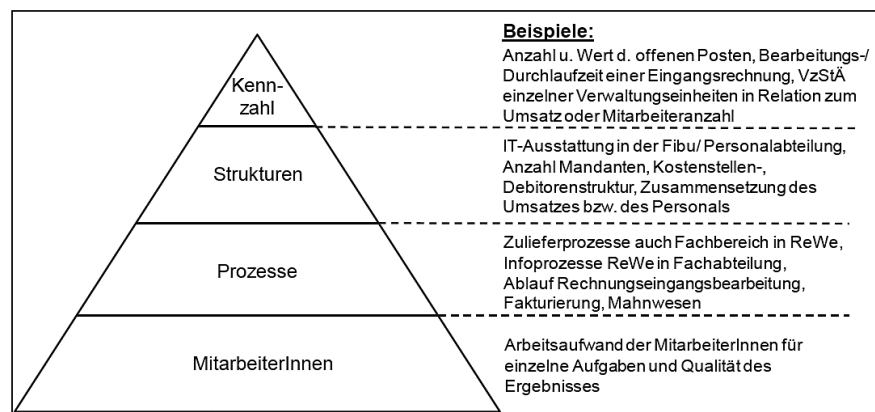 Beispiele:
Kenn-
zahl
Anzahl u. Wert d. offenen Posten, Bearbeitungs-/
Durchlaufzeit einer Eingangsrechnung, VzStÄ
einzelner Verwaltungseinheiten in Relation zum
Umsatz oder Mitarbeiteranzahl
Strukturen
IT-Ausstattung in der Fibu/ Personalabteilung,
Anzahl Mandanten, Kostenstellen-,
Debitorenstruktur, Zusammensetzung des
Umsatzes bzw. des Personals
Prozesse
Zulieferprozesse auch Fachbereich in ReWe,
Infoprozesse ReWe in Fachabteilung,
Ablauf Rechnungseingangsbearbeitung,
Fakturierung, Mahnwesen
MitarbeiterInnen
Arbeitsaufwand der MitarbeiterInnen für
einzelne Aufgaben und Qualität des
Ergebnisses